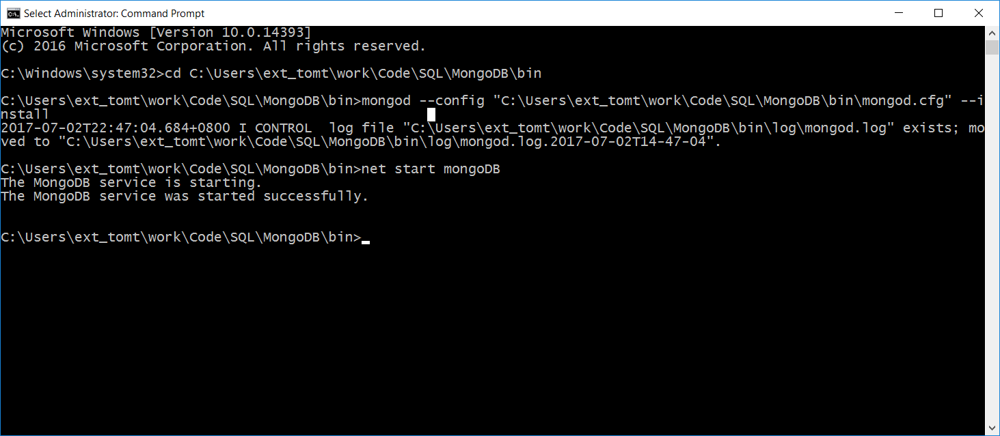 Select Administrator: Command Prompt
Microsoft Windows [Version 10.0.14393]
(c) 2016 Microsoft Corporation. All rights reserved.
C:\Windows\system32>cd C:\Users\ext_tomt\work\Code\SQL\MongoDB\bin
C:\Users\ext_tomt\work\Code\SQL\MongoDB\bin>mongod --config "C:\Users\ext_tomt\work\Code\SQL\MongoDB\bin\mongod.cfg" --i
nstall
2017-07-02T22:47:04.684+0800 I CONTROL  log file "C:\Users\ext_tomt\work\Code\SQL\MongoDB\bin\log\mongod.log" exists; mo
ved to "C:\Users\ext_tomt\work\Code\SQL\MongoDB\bin\log\mongod.log.2017-07-02T14-47-04".
C:\Users\ext_tomt\work\Code\SQL\MongoDB\bin>net start mongoDB
The MongoDB service is starting.
The MongoDB service was started successfully.
C:\Users\ext_tomt\work\Code\SQL\MongoDB\bin>